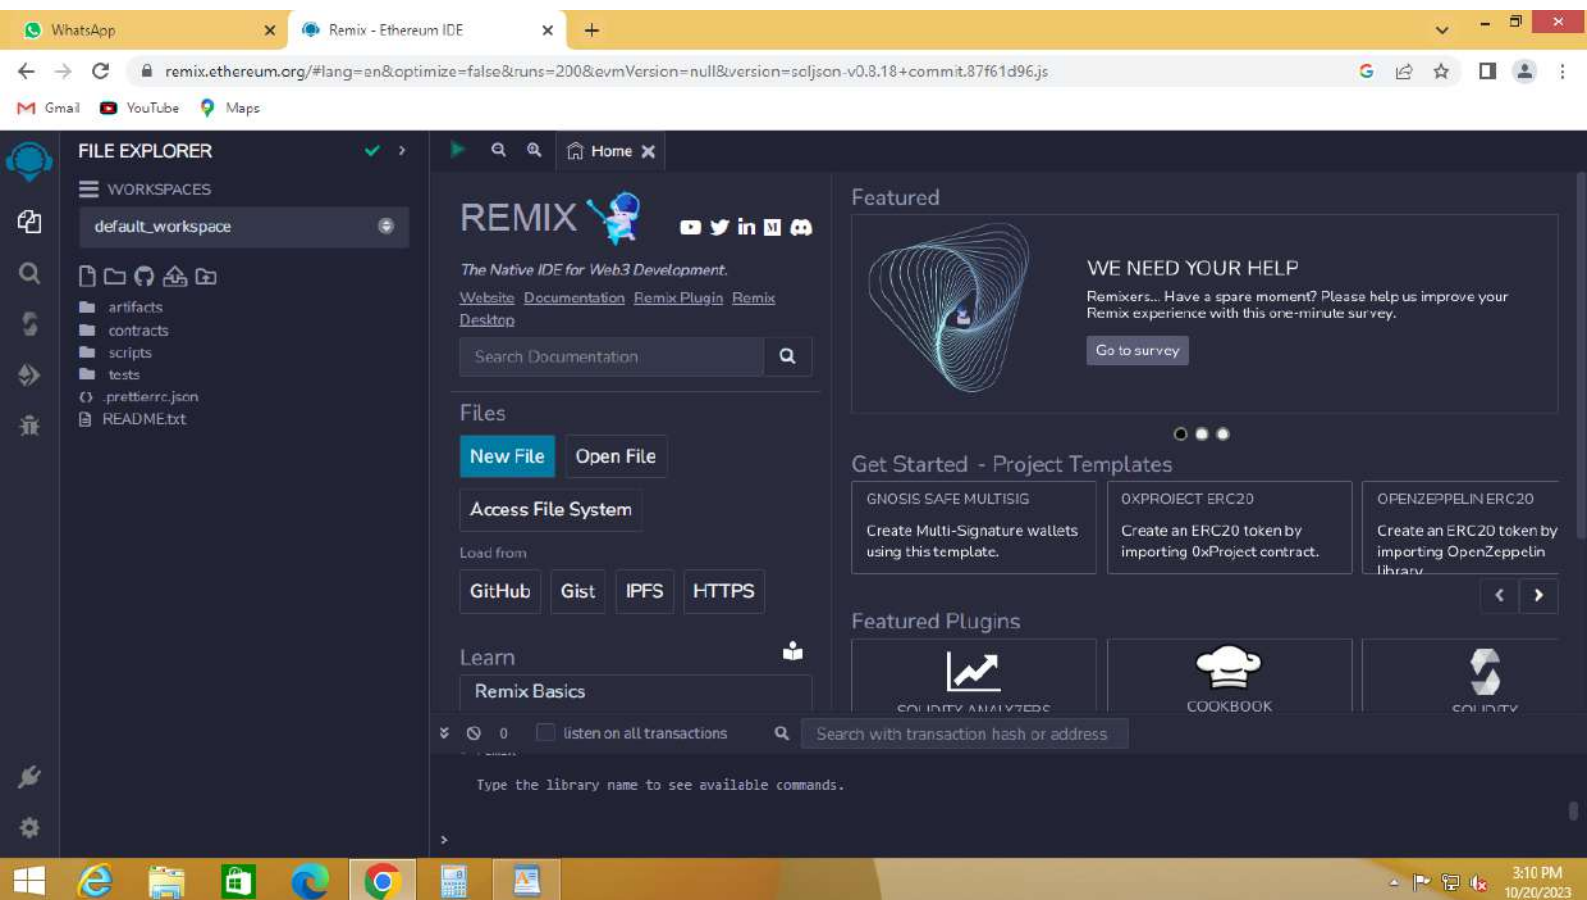 WhatsApp
Remix - Ethereum IDE
remix.ethereum.org/#lang=en&optimize=false&runs=200&evmVersion=null&version=soljson-v0.8.18+commit.87f61d96.js
Gmail YouTube Maps
FILE EXPLORER
WORKSPACES
default_workspace
artifacts
contracts
scripts
tests
.prettierrc.json
README.txt
Home
REMIX
The Native IDE for Web3 Development.
Website Documentation Remix Plugin Remix
Desktop
Search Documentation
Files
New File Open File
Access File System
Load from
GitHub Gist IPFS HTTPS
Learn
Remix Basics
Featured
WE NEED YOUR HELP
Remixers... Have a spare moment? Please help us improve your
Remix experience with this one-minute survey.
Go to survey
Get Started - Project Templates
GNOSIS SAFE MULTISIG
Create Multi-Signature wallets
using this template.
0XPROJECT ERC20
Create an ERC20 token by
importing 0xProject contract.
OPENZEPPELIN ERC20
Create an ERC20 token by
importing OpenZeppelin
library
Featured Plugins
SOLIDITY ANALYZERS
COOKBOOK
SOLIDITY
0 listen on all transactions
Search with transaction hash or address
Type the library name to see available commands.
>
3:10 PM
10/20/2023